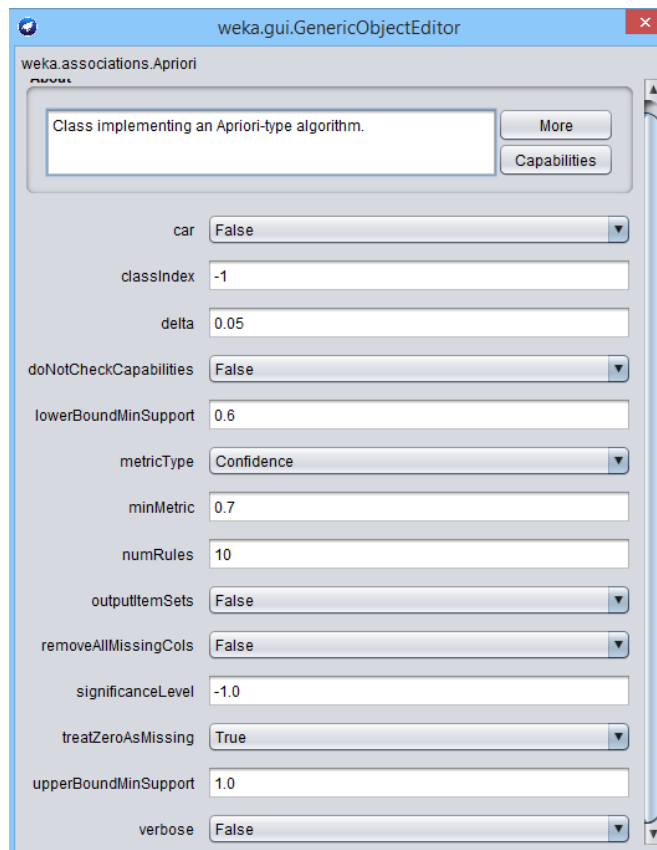 weka.gui.GenericObjectEditor
weka.associations.Apriori
About
Class implementing an Apriori-type algorithm.
More
Capabilities
car False
classIndex -1
delta 0.05
doNotCheckCapabilities False
lowerBoundMinSupport 0.6
metricType Confidence
minMetric 0.7
numRules 10
outputItemSets False
removeAllMissingCols False
significanceLevel -1.0
treatZeroAsMissing True
upperBoundMinSupport 1.0
verbose False